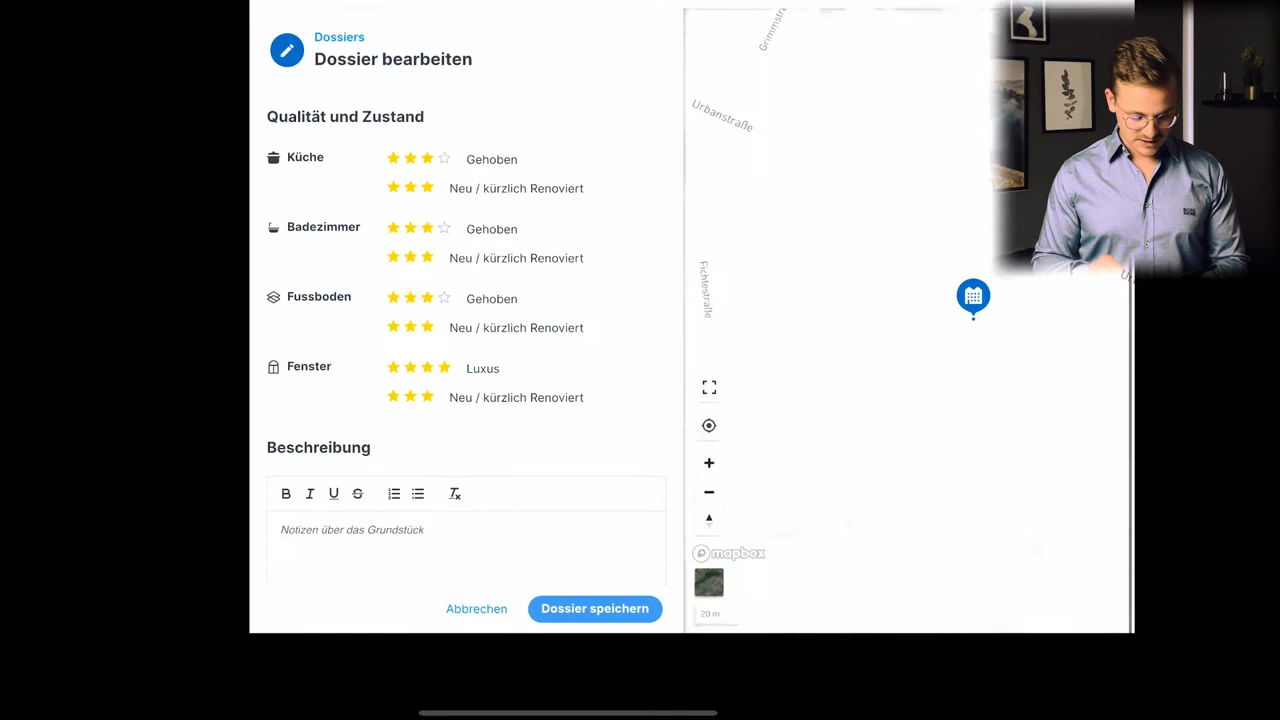 Dossiers
Dossier bearbeiten
Qualität und Zustand
Küche
Gehoben
Neu / kürzlich Renoviert
Badezimmer
Gehoben
Neu / kürzlich Renoviert
Fussboden
Gehoben
Neu / kürzlich Renoviert
Fenster
Luxus
Neu / kürzlich Renoviert
Beschreibung
B I U S
Notizen über das Grundstück
Abbrechen
Dossier speichern
Urbanstraße
Fichtestraße
mapbox
20 m
BOSS